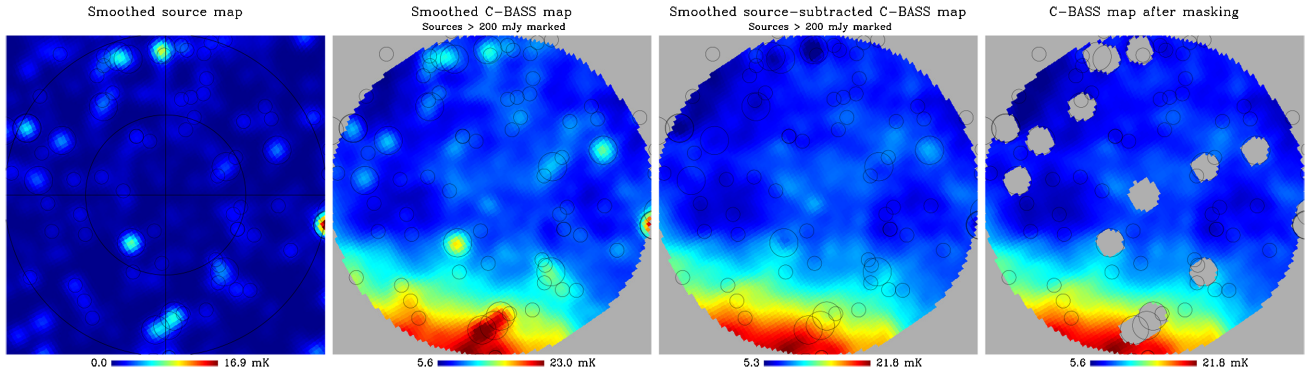 Smoothed source map
Smoothed C-BASS map
Sources > 200 mJy marked
Smoothed source-subtracted C-BASS map
Sources > 200 mJy marked
C-BASS map after masking
0.0 16.9 mK
5.6 23.0 mK
5.3 21.8 mK
5.6 21.8 mK